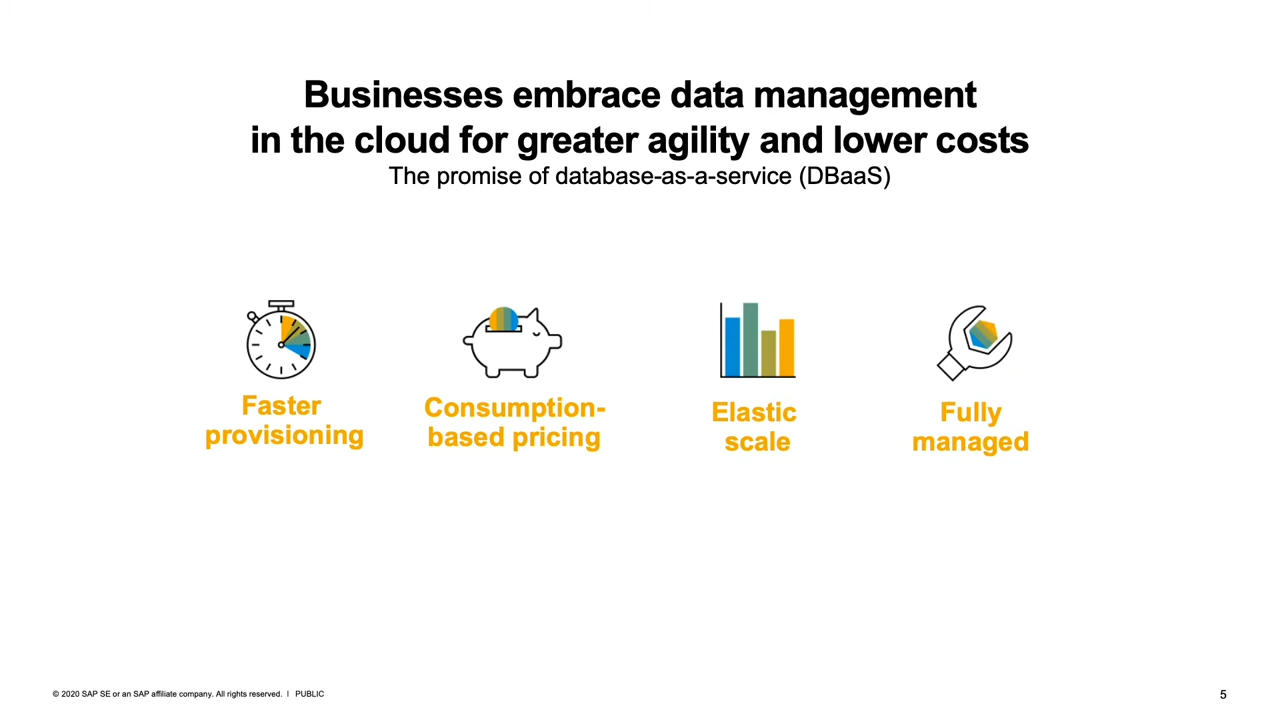 Businesses embrace data management
in the cloud for greater agility and lower costs
The promise of database-as-a-service (DBaaS)
Faster
provisioning
Consumption-
based pricing
Elastic
scale
Fully
managed
© 2020 SAP SE or an SAP affiliate company. All rights reserved. | PUBLIC
5